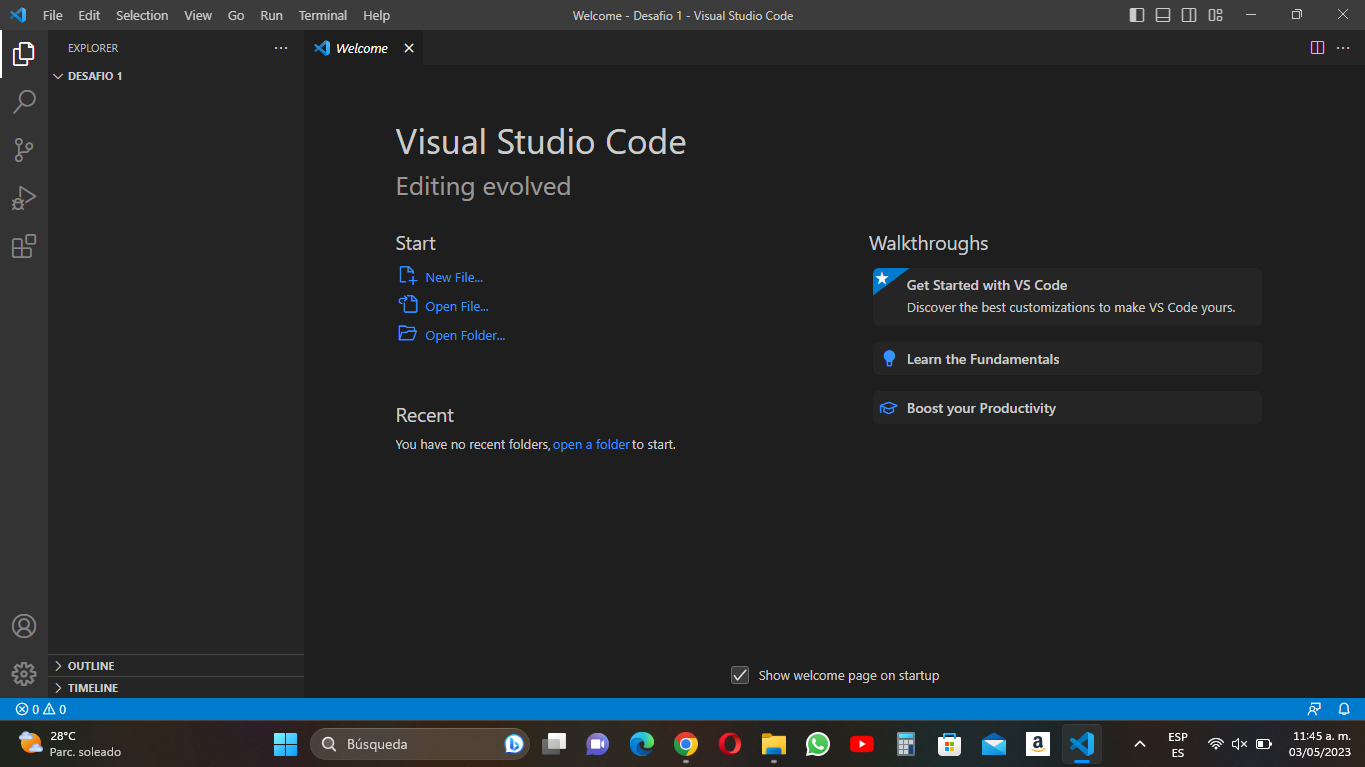 File Edit Selection View Go Run Terminal Help
Welcome - Desafio 1 - Visual Studio Code
EXPLORER
Welcome
DESAFIO 1
Visual Studio Code
Editing evolved
Start
New File...
Open File...
Open Folder...
Recent
You have no recent folders, open a folder to start.
Walkthroughs
Get Started with VS Code
Discover the best customizations to make VS Code yours.
Learn the Fundamentals
Boost your Productivity
OUTLINE
TIMELINE
Show welcome page on startup
0 0
28°C
Parc. soleado
Búsqueda
ESP
ES
11:45 a. m.
03/05/2023